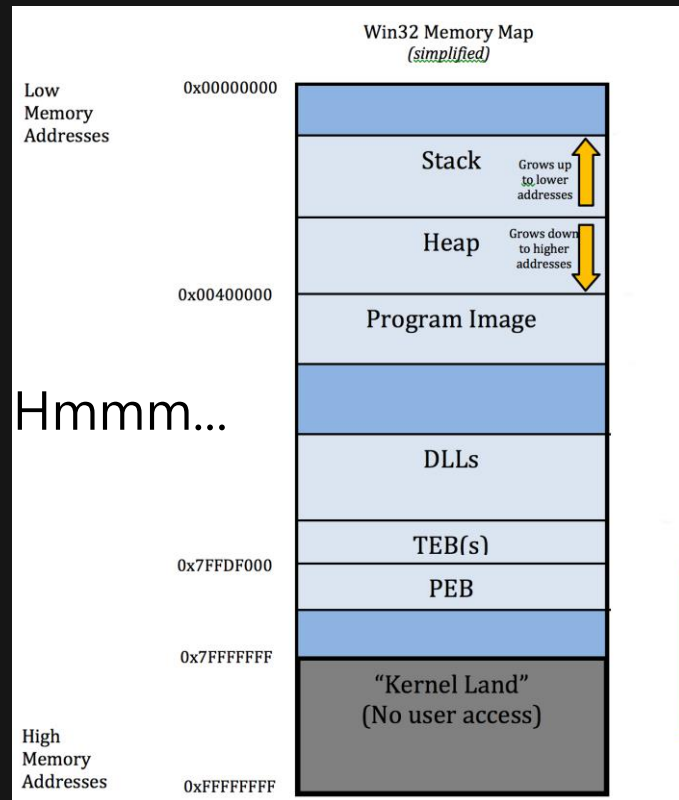 Win32 Memory Map
(simplified)
Low
Memory
Addresses
0x00000000
Stack
Grows up
to lower
addresses
Heap
Grows down
to higher
addresses
0x00400000
Program Image
Hmmm...
DLLs
TEB(s)
0x7FFDF000
PEB
0x7FFFFFFF
“Kernel Land”
(No user access)
High
Memory
Addresses
0xFFFFFFFF